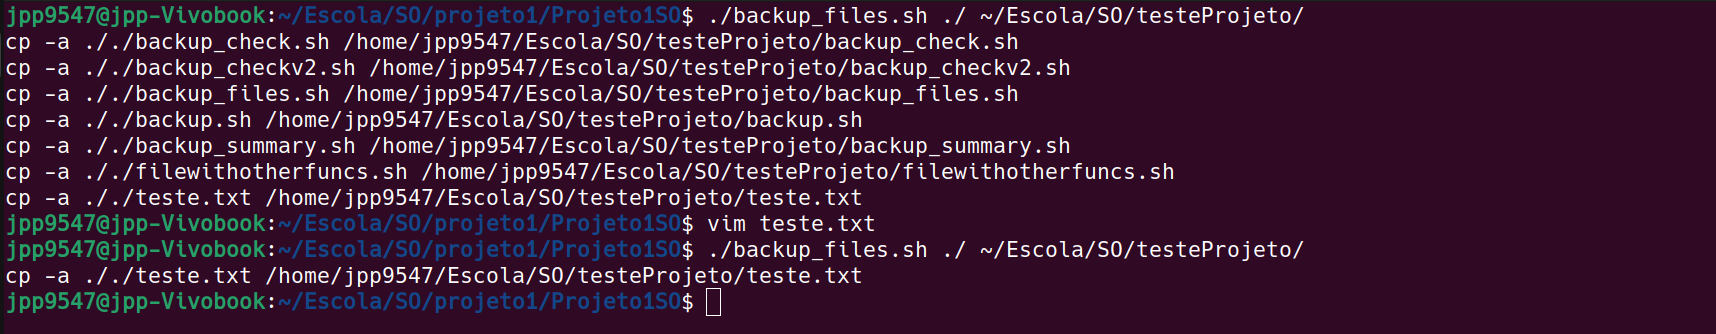 jpp9547@jpp-Vivobook:~/Escola/SO/projeto1/Projeto1SO$ ./backup_files.sh ./ ~/Escola/SO/testeProjeto/
cp -a ././backup_check.sh /home/jpp9547/Escola/SO/testeProjeto/backup_check.sh
cp -a ././backup_checkv2.sh /home/jpp9547/Escola/SO/testeProjeto/backup_checkv2.sh
cp -a ././backup_files.sh /home/jpp9547/Escola/SO/testeProjeto/backup_files.sh
cp -a ././backup.sh /home/jpp9547/Escola/SO/testeProjeto/backup.sh
cp -a ././backup_summary.sh /home/jpp9547/Escola/SO/testeProjeto/backup_summary.sh
cp -a ././filewithotherfuncs.sh /home/jpp9547/Escola/SO/testeProjeto/filewithotherfuncs.sh
cp -a ././teste.txt /home/jpp9547/Escola/SO/testeProjeto/teste.txt
jpp9547@jpp-Vivobook:~/Escola/SO/projeto1/Projeto1SO$ vim teste.txt
jpp9547@jpp-Vivobook:~/Escola/SO/projeto1/Projeto1SO$ ./backup_files.sh ./ ~/Escola/SO/testeProjeto/
cp -a ././teste.txt /home/jpp9547/Escola/SO/testeProjeto/teste.txt
jpp9547@jpp-Vivobook:~/Escola/SO/projeto1/Projeto1SO$